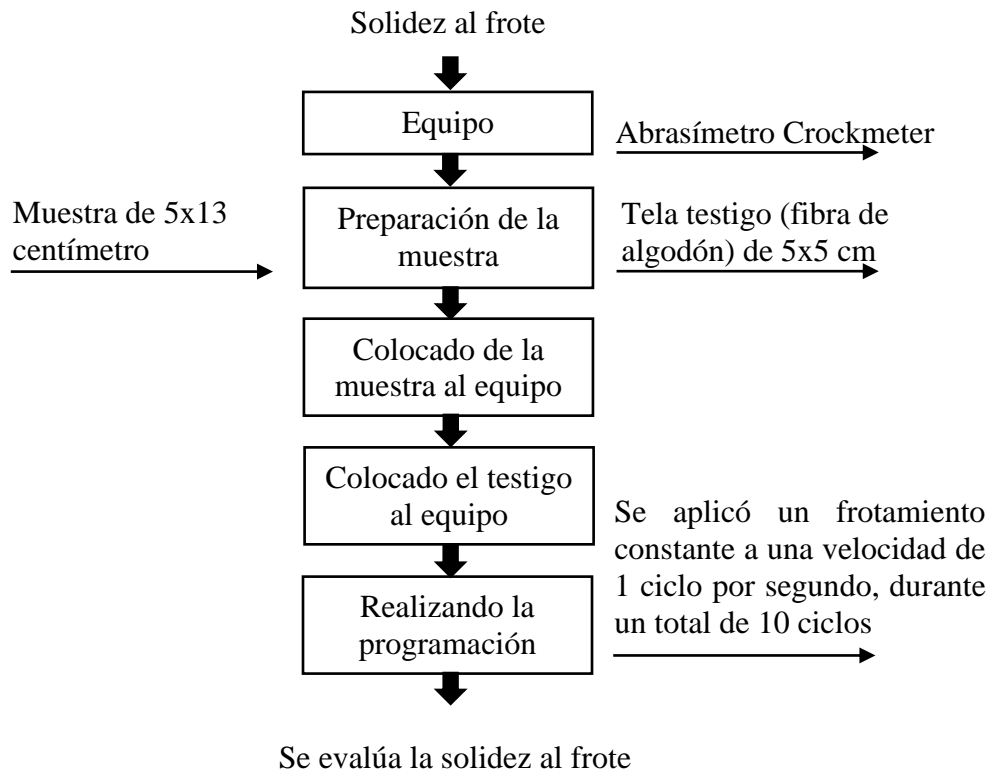 Solidez al frote
Equipo
Abrasímetro Crockmeter
Muestra de 5x13
centímetro
Preparación de la
muestra
Tela testigo (fibra de
algodón) de 5x5 cm
Colocado de la
muestra al equipo
Colocado el testigo
al equipo
Se aplicó un frotamiento
constante a una velocidad de
1 ciclo por segundo, durante
un total de 10 ciclos
Realizando la
programación
Se evalúa la solidez al frote